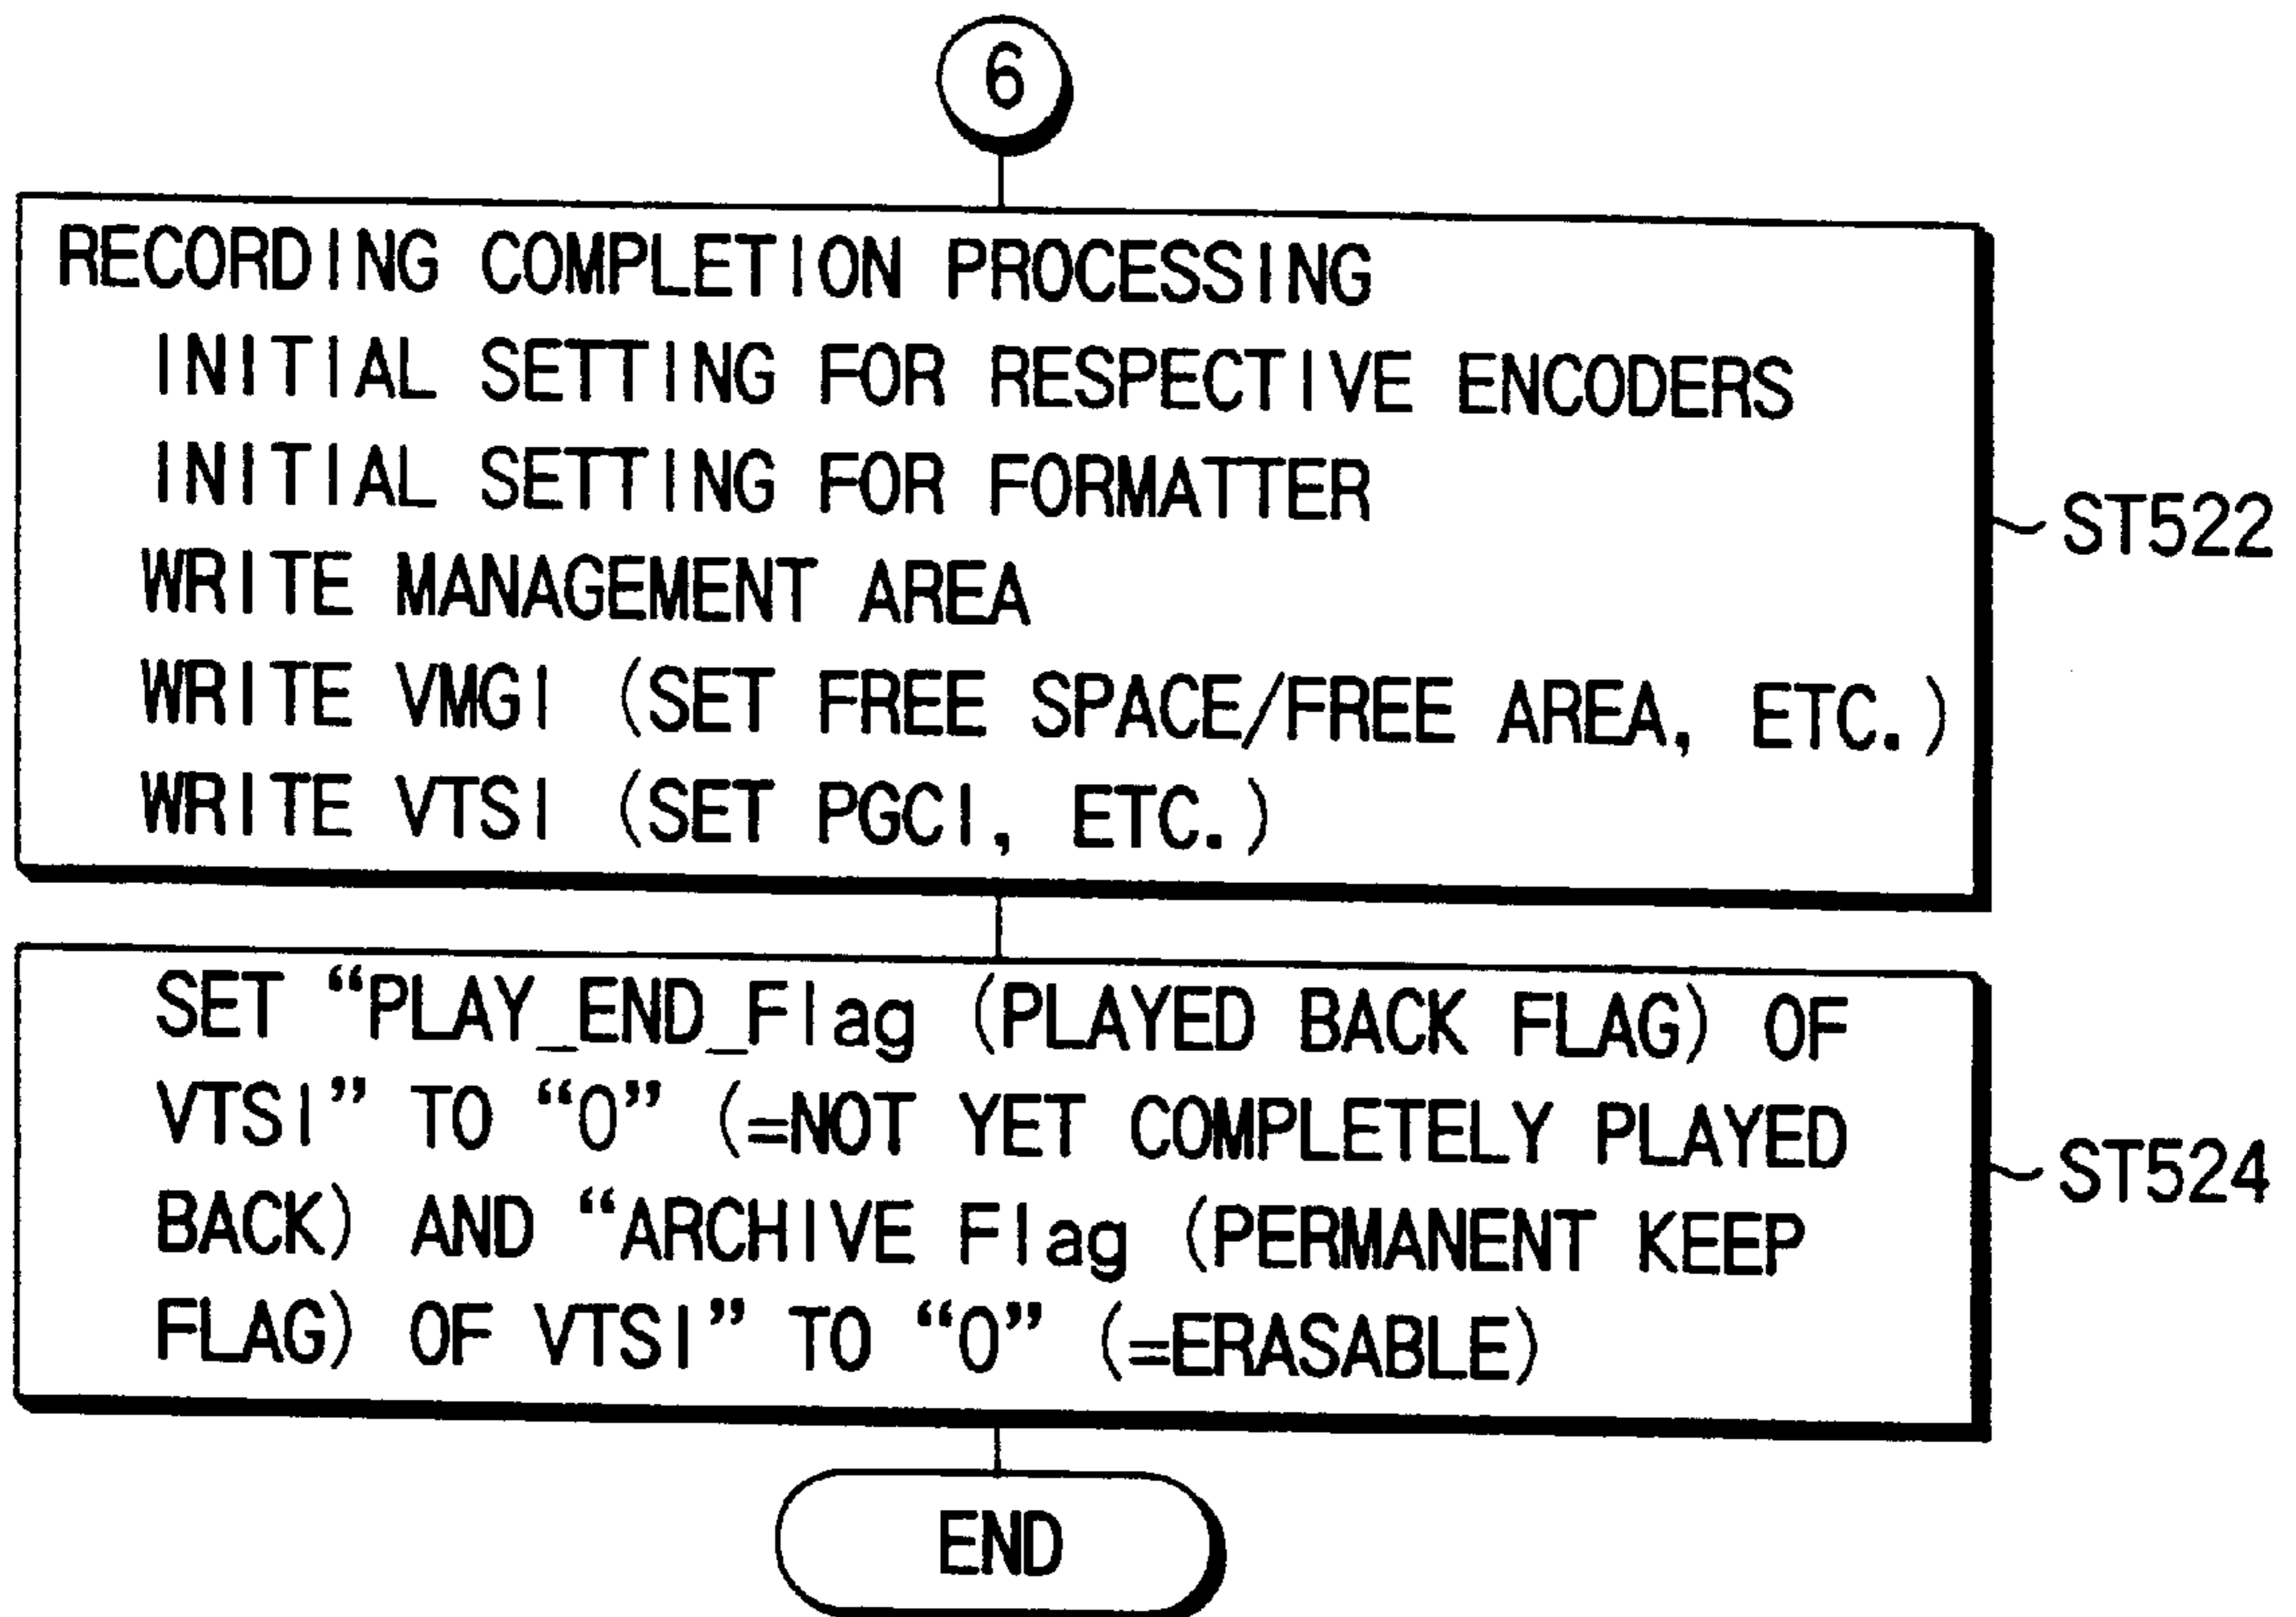 6
RECORDING COMPLETION PROCESSING
INITIAL SETTING FOR RESPECTIVE ENCODERS
INITIAL SETTING FOR FORMATTER
WRITE MANAGEMENT AREA
WRITE VMGI (SET FREE SPACE/FREE AREA, ETC.)
WRITE VTSI (SET PGCI, ETC.)
ST522
SET “PLAY_END_Flag (PLAYED BACK FLAG) OF
VTSI” TO “0” (=NOT YET COMPLETELY PLAYED
BACK) AND “ARCHIVE Flag (PERMANENT KEEP
FLAG) OF VTSI” TO “0” (=ERASABLE)
ST524
END